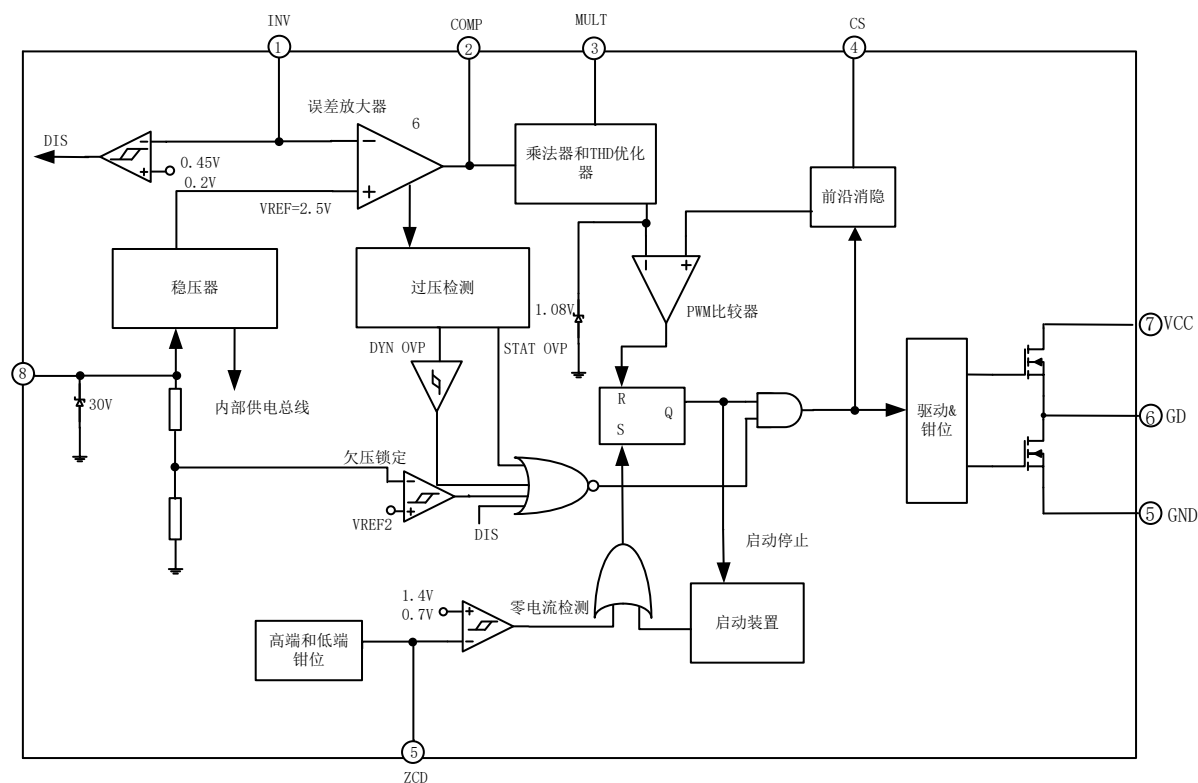 INV
COMP
MULT
CS
1
2
3
4
误差放大器
6
DIS
−
+
0.45V
0.2V
−
+
VREF=2.5V
乘法器和THD优化
器
前沿消隐
稳压器
过压检测
1.08V
−
+
PWM比较器
7
VCC
DYN OVP
STAT OVP
8
30V
内部供电总线
R
Q
S
驱动&
钳位
6
GD
欠压锁定
−
+
VREF2
DIS
5
GND
启动停止
1.4V
0.7V
+
−
零电流检测
启动装置
高端和低端
钳位
5
ZCD